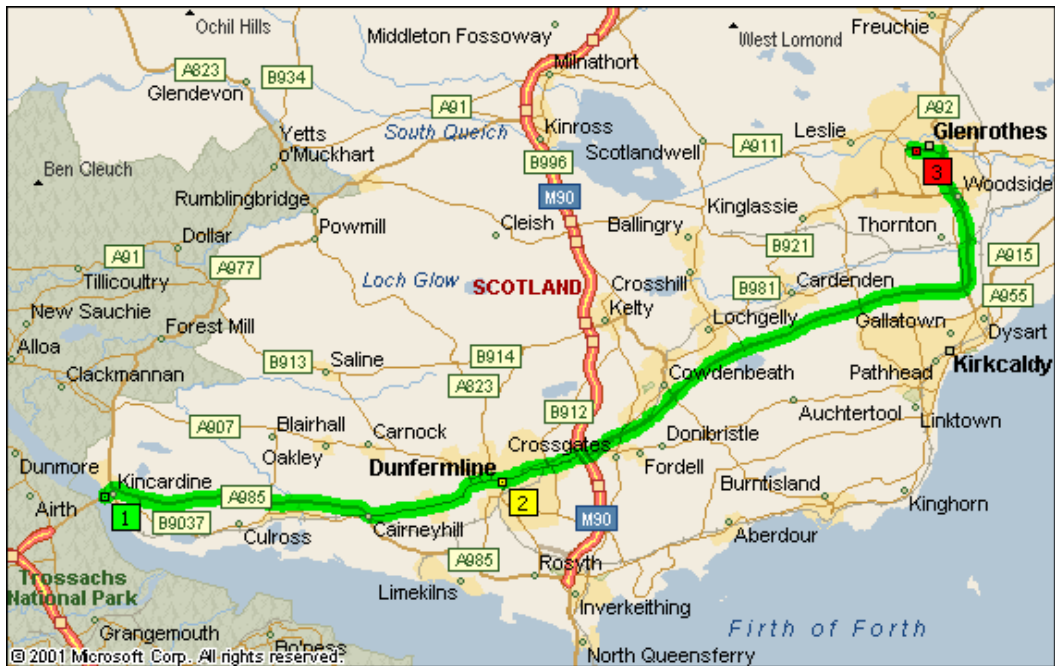 Ochil Hills
Middleton Fossoway
West Lomond
Freuchie
A823
B934
Milnathort
Glendevon
A91
A92
South Queich
Kinross
Leslie
Glenrothes
Yetts
o'Muckhart
B996
Scotlandwell
A911
Ben Cleuch
3
Woodside
Rumblingbridge
M90
Powmill
Cleish
Ballingry
Kinglassie
Thornton
Dollar
B921
A91
A977
A915
Tillicoultry
Loch Glow
SCOTLAND
Crosshill
B981
Cardenden
A955
New Sauchie
Forest Mill
Kelty
Lochgelly
Gallatown
Dysart
Alloa
B913
Saline
B914
Kirkcaldy
Clackmannan
A823
Cowdenbeath
Pathhead
B912
Auchtertool
Linktown
A907
Blairhall
Carnock
Crossgates
Donibristle
Oakley
Dunfermline
Fordell
Dunmore
Kincardine
A985
Burntisland
Kinghorn
Airth
1
B9037
2
M90
Culross
Cairneyhill
Aberdour
A985
Rosyth
Trossachs
National Park
Limekilns
Inverkeithing
Grangemouth
Firth of Forth
Bo'ness
North Queensferry
© 2001 Microsoft Corp. All rights reserved.